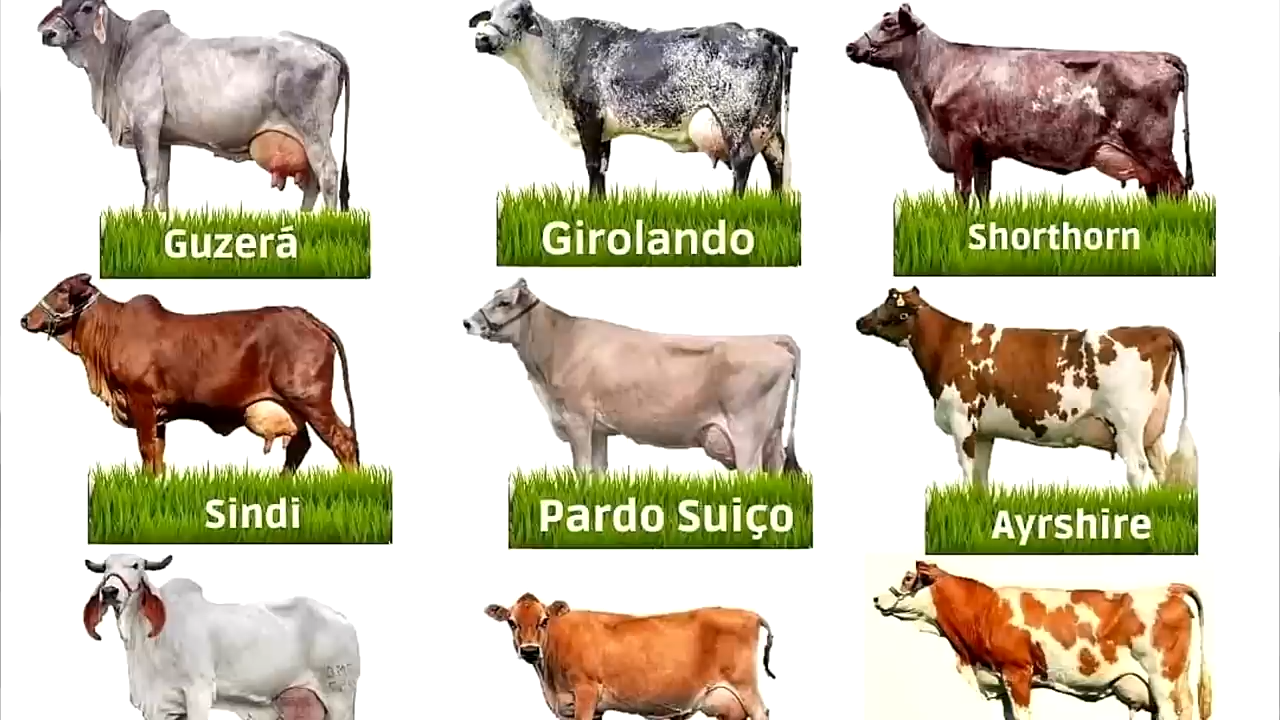 Guzerá
Girolando
Shorthorn
Sindi
Pardo Suiço
Ayrshire